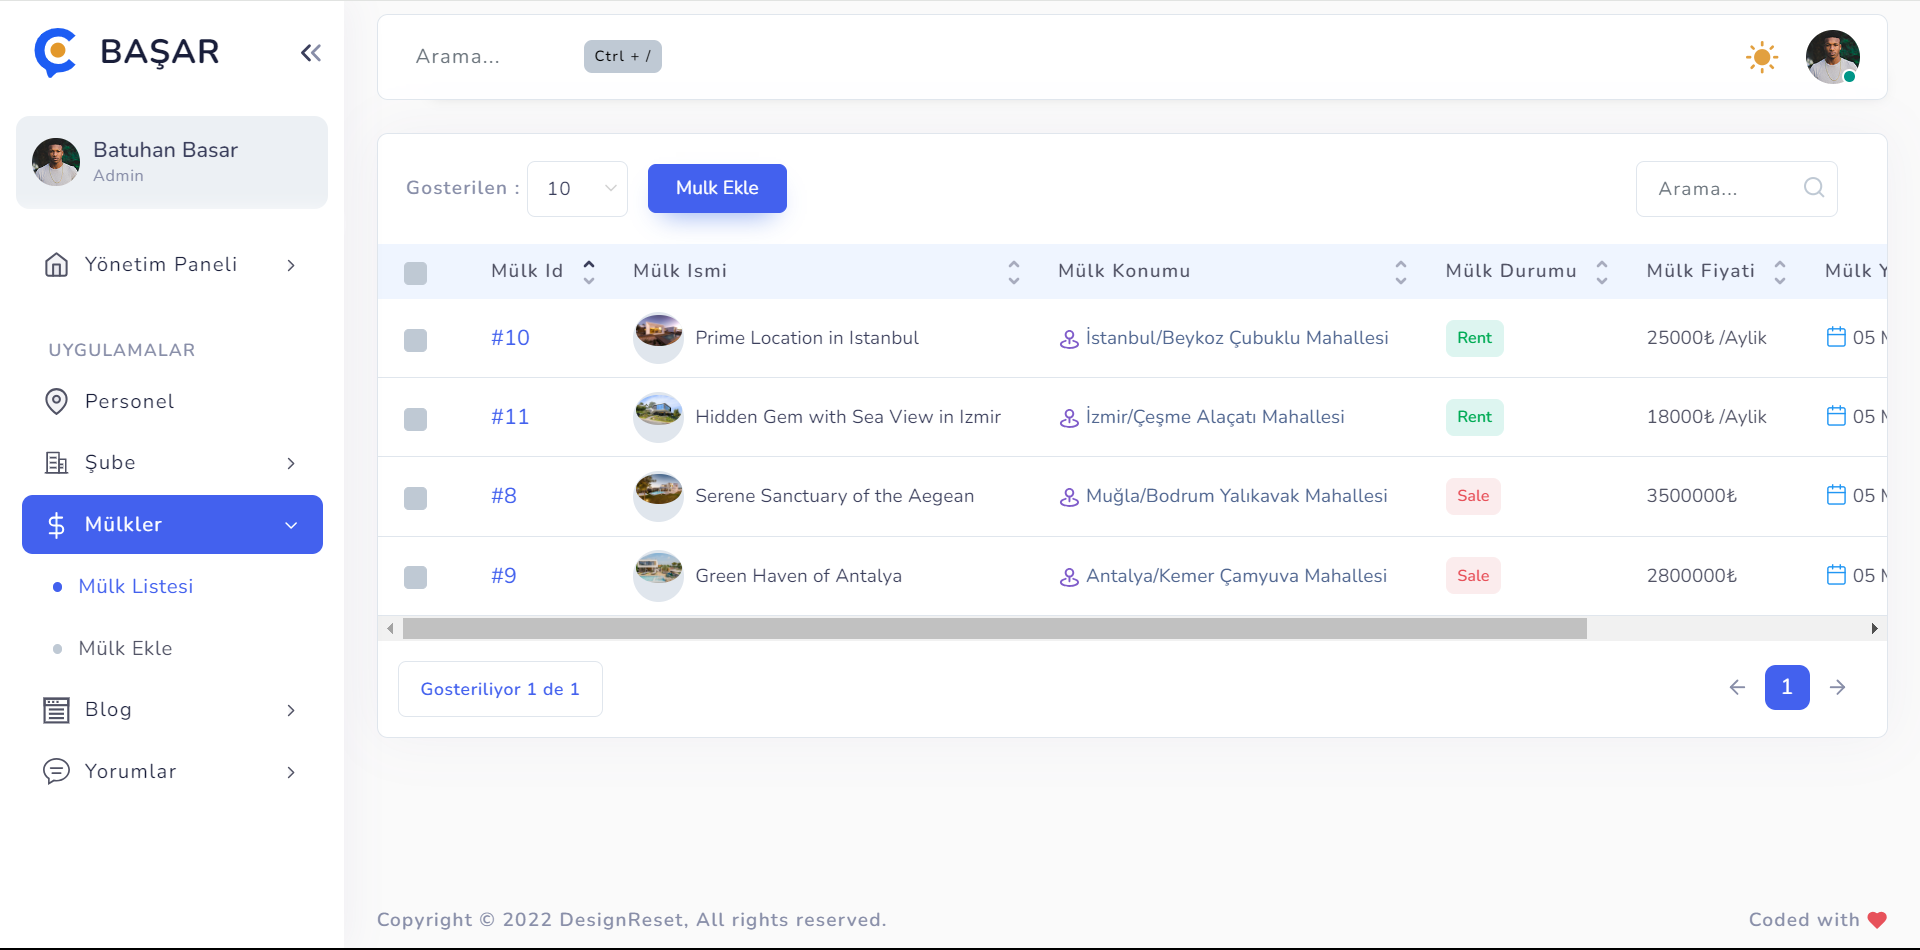 BAŞAR
Batuhan Basar
Admin
Yönetim Paneli
UYGULAMALAR
Personel
Şube
Mülkler
Mülk Listesi
Mülk Ekle
Blog
Yorumlar
Arama... Ctrl + /
Gosterilen : 10 Mulk Ekle Arama...
Mülk Id Mülk Ismi Mülk Konumu Mülk Durumu Mülk Fiyati Mülk
#10 Prime Location in Istanbul İstanbul/Beykoz Çubuklu Mahallesi Rent 25000₺ /Aylik 05
#11 Hidden Gem with Sea View in Izmir İzmir/Çeşme Alaçatı Mahallesi Rent 18000₺ /Aylik 05
#8 Serene Sanctuary of the Aegean Muğla/Bodrum Yalıkavak Mahallesi Sale 3500000₺ 05
#9 Green Haven of Antalya Antalya/Kemer Çamyuva Mahallesi Sale 2800000₺ 05
Gosteriliyor 1 de 1 1
Copyright © 2022 DesignReset, All rights reserved. Coded with